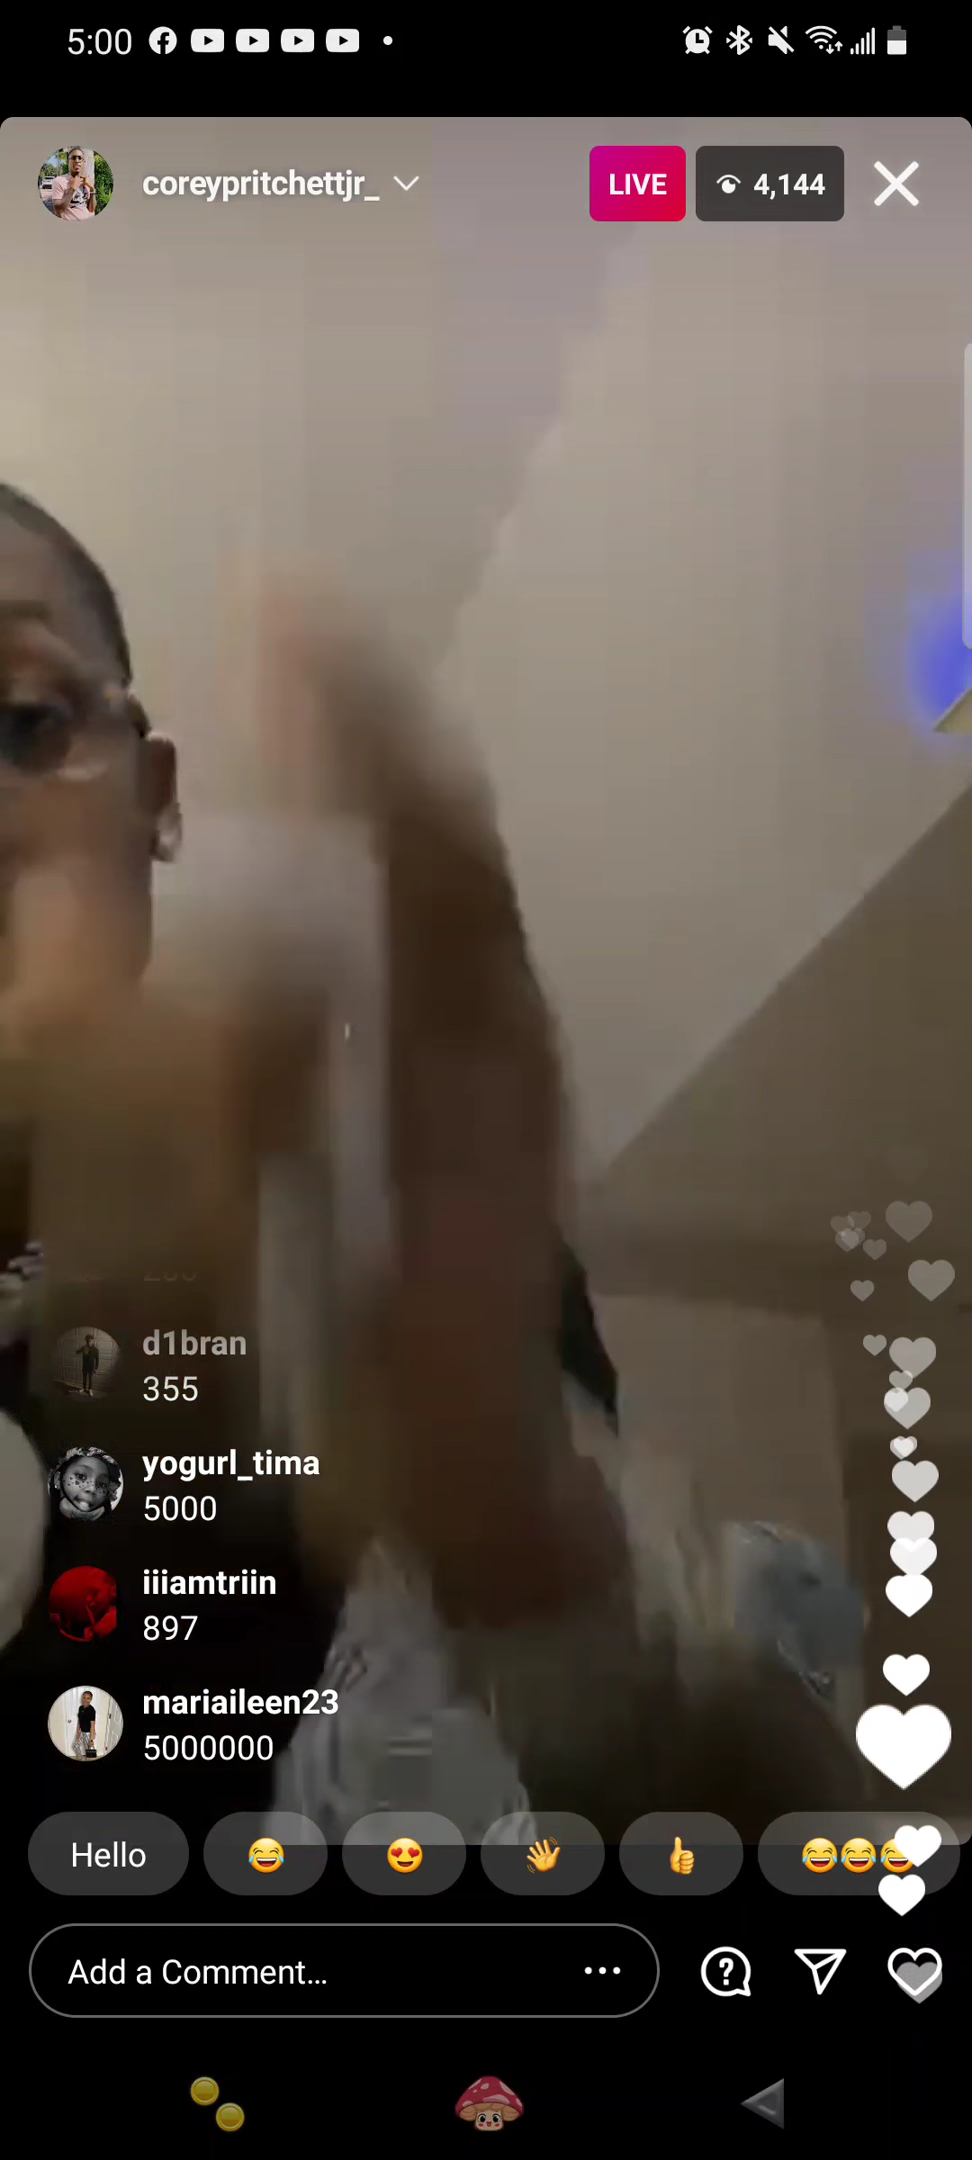 5:00
coreypritchettjr_
LIVE
4,144
d1bran
355
yogurl_tima
5000
iiiamtriin
897
mariaileen23
5000000
Hello
Add a Comment...